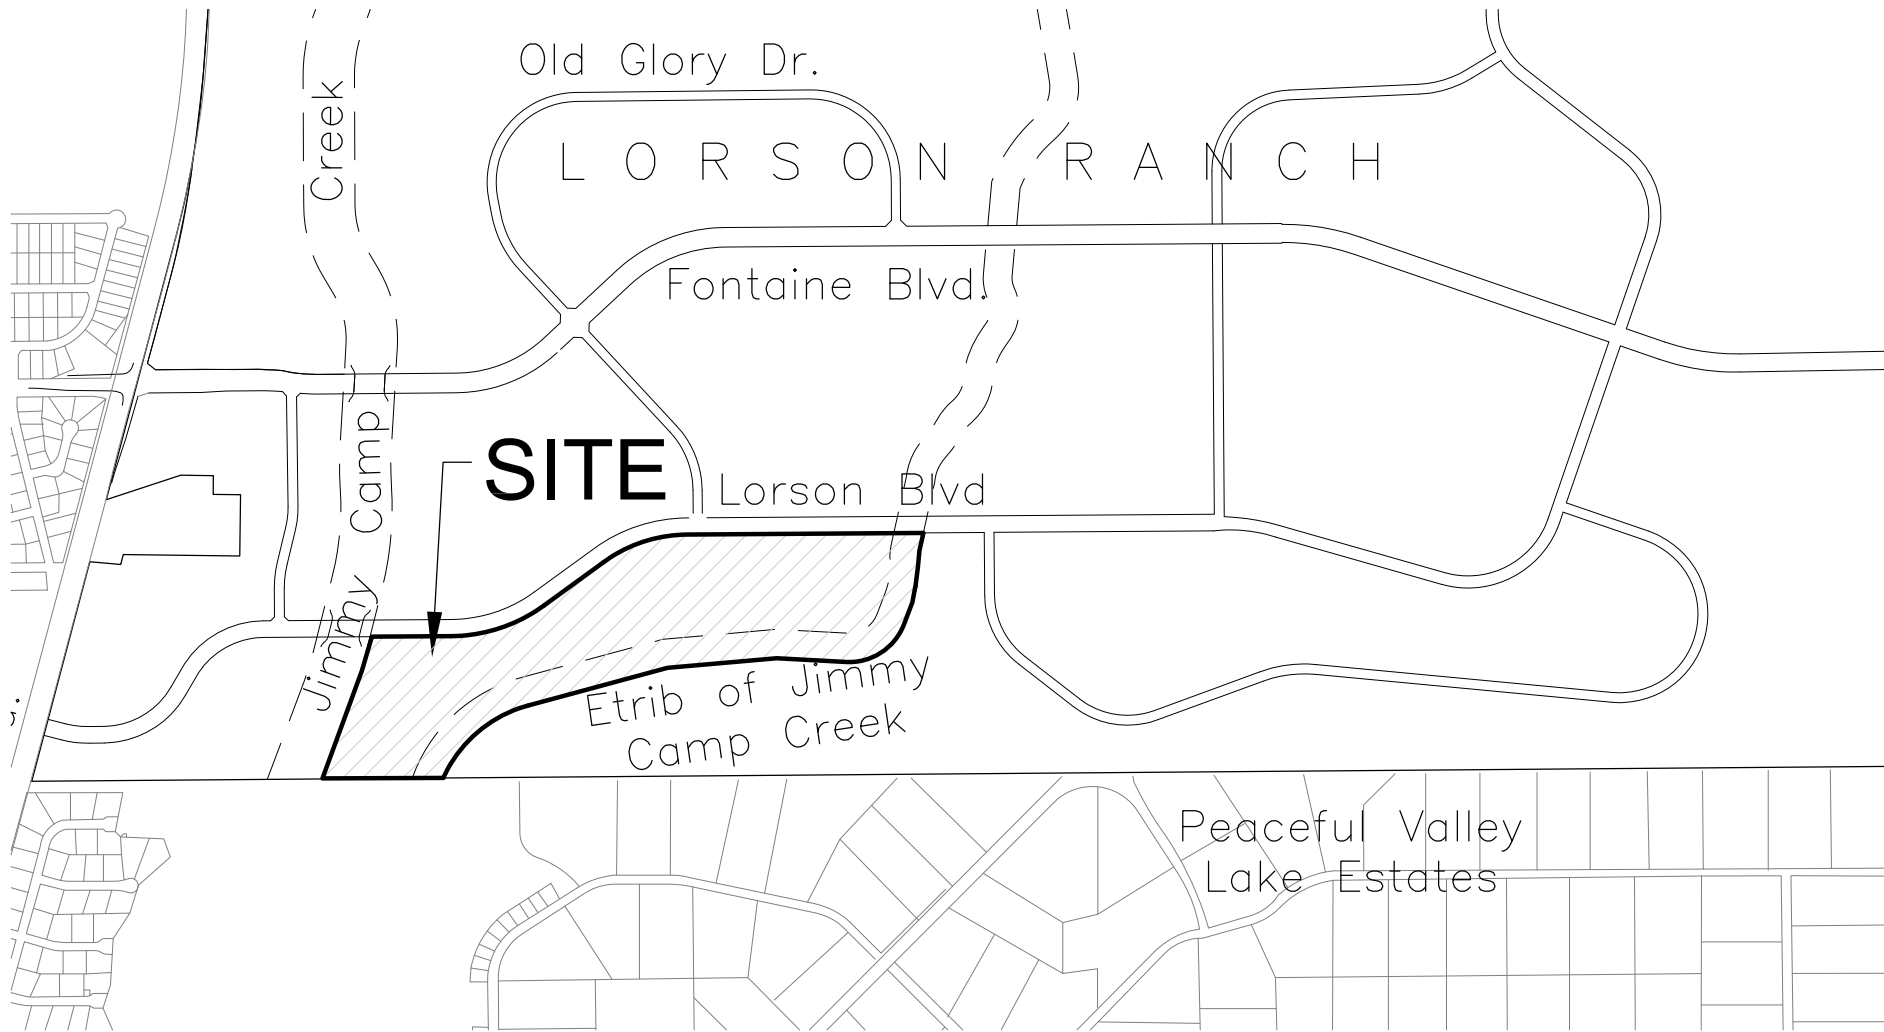 Old Glory Dr.
LORSON RANCH
Fontaine Blvd.
Jimmy Camp Creek
SITE
Lorson Blvd
Etrib of Jimmy
Camp Creek
Peaceful Valley
Lake Estates